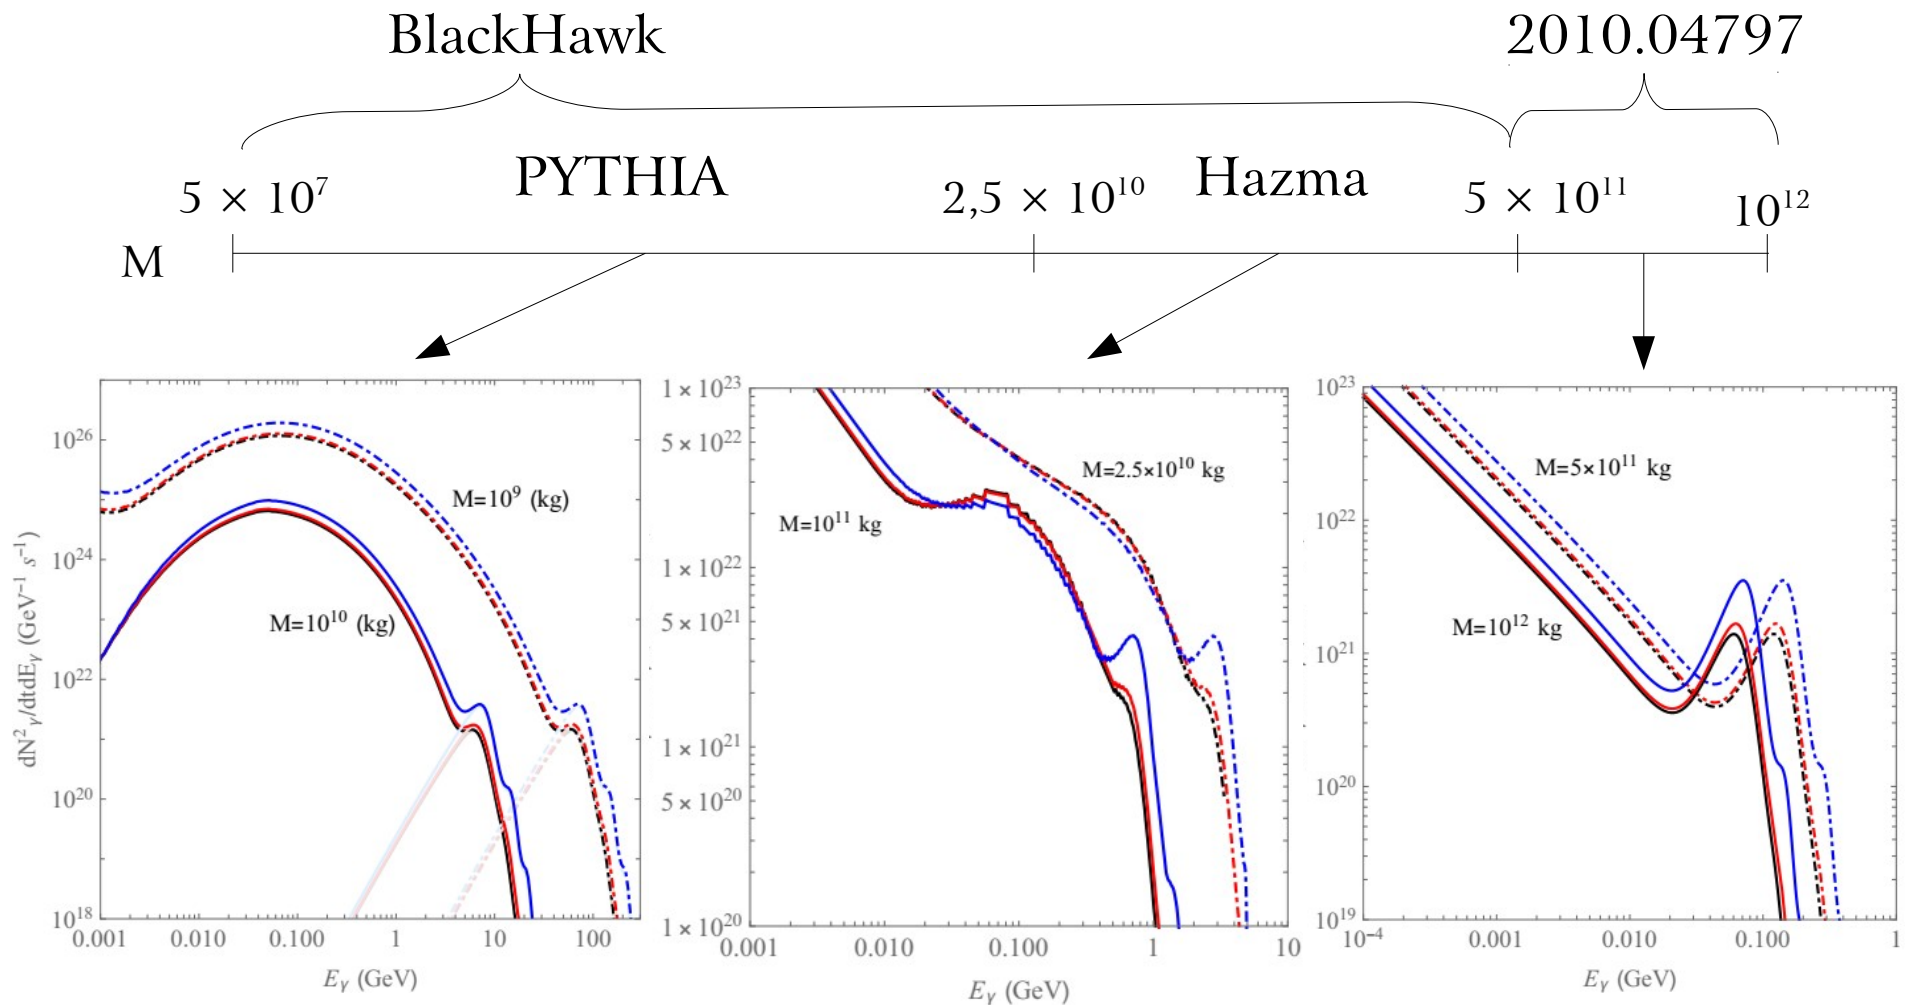 BlackHawk
2010.04797
PYTHIA
Hazma
5 × 10⁷
2,5 × 10¹⁰
5 × 10¹¹
10¹²
M
dN²ᵧ/dtdEᵧ (GeV⁻¹ s⁻¹)
10²⁶
10²⁴
10²²
10²⁰
10¹⁸
M=10⁹ (kg)
M=10¹⁰ (kg)
0.001 0.010 0.100 1 10 100
Eᵧ (GeV)
1 × 10²³
5 × 10²²
1 × 10²²
5 × 10²¹
1 × 10²¹
5 × 10²⁰
1 × 10²⁰
M=2.5×10¹⁰ kg
M=10¹¹ kg
0.001 0.010 0.100 1 10
Eᵧ (GeV)
10²³
10²²
10²¹
10²⁰
10¹⁹
M=5×10¹¹ kg
M=10¹² kg
10⁻⁴ 0.001 0.010 0.100 1
Eᵧ (GeV)